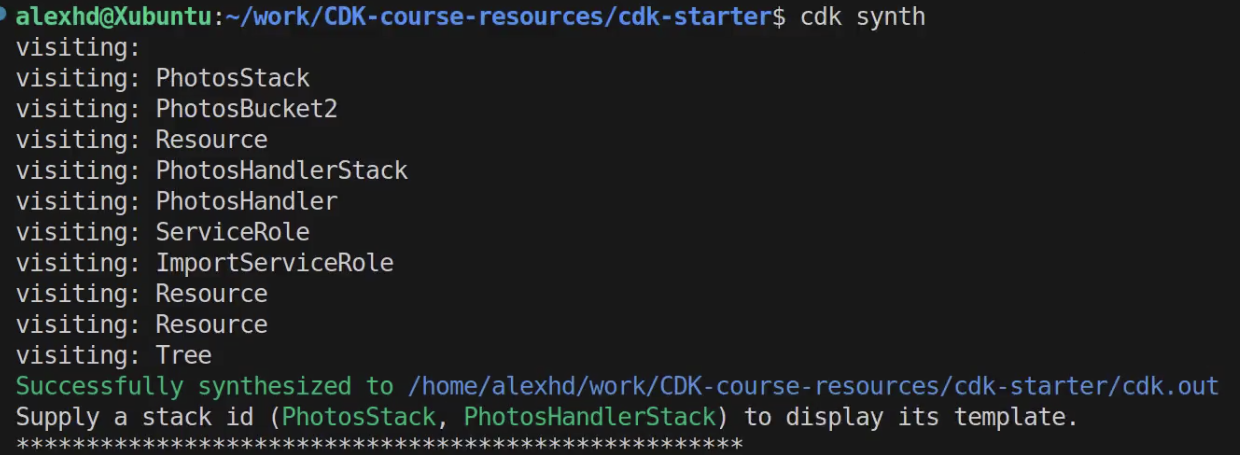 alexhd@Xubuntu:~/work/CDK-course-resources/cdk-starter$ cdk synth
visiting:
visiting: PhotosStack
visiting: PhotosBucket2
visiting: Resource
visiting: PhotosHandlerStack
visiting: PhotosHandler
visiting: ServiceRole
visiting: ImportServiceRole
visiting: Resource
visiting: Resource
visiting: Tree
Successfully synthesized to /home/alexhd/work/CDK-course-resources/cdk-starter/cdk.out
Supply a stack id (PhotosStack, PhotosHandlerStack) to display its template.
****************************************************